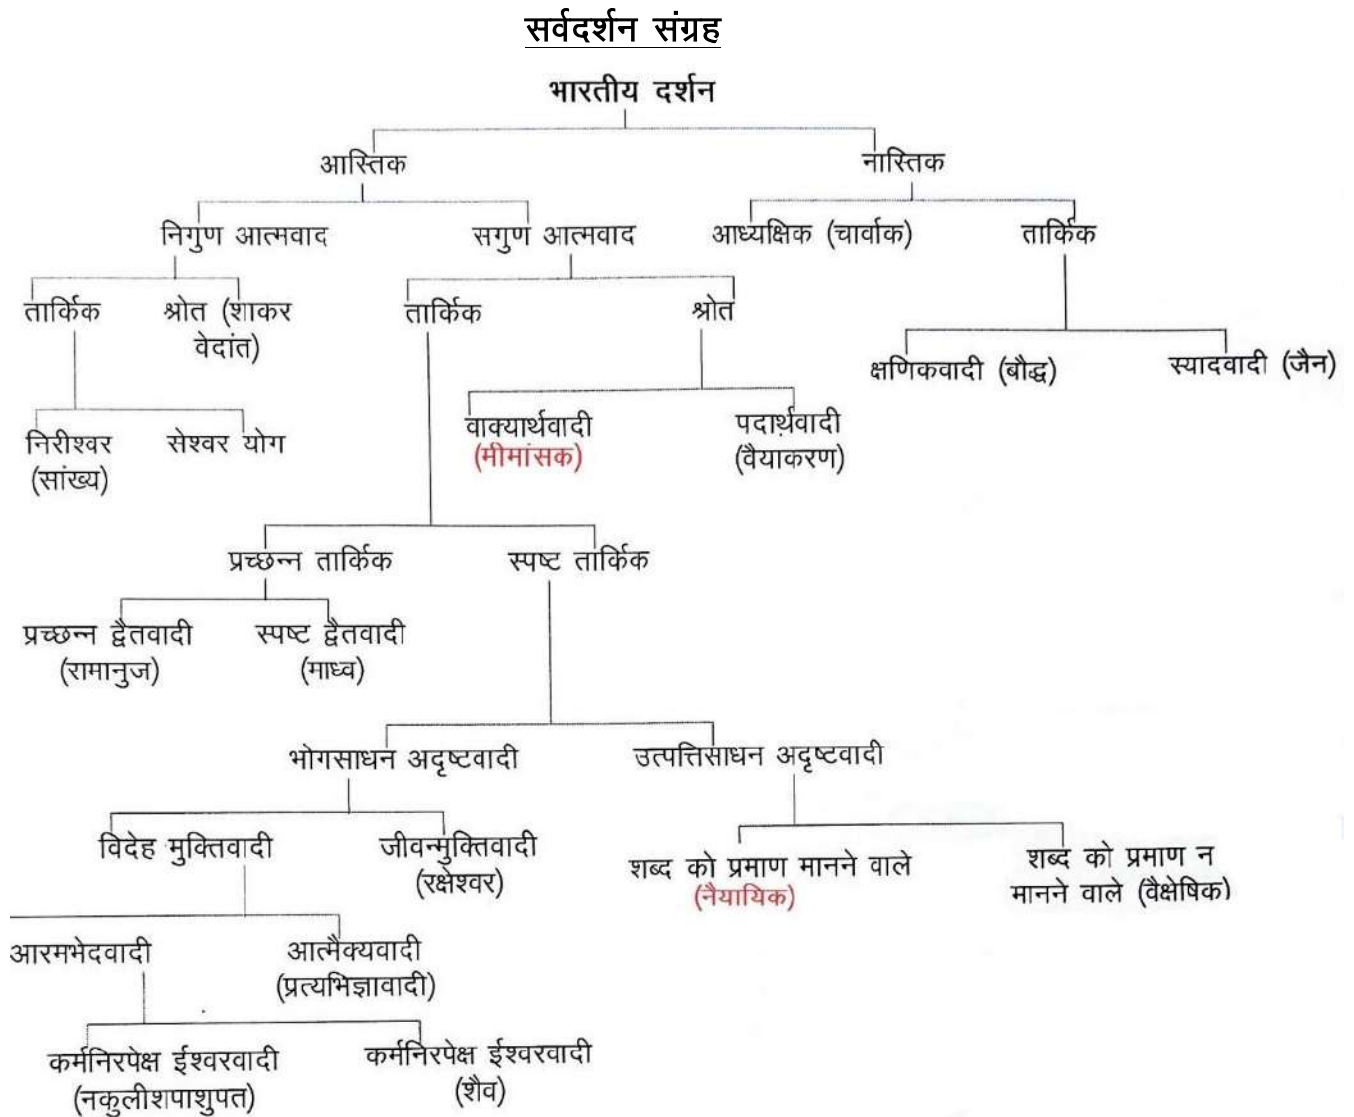 सर्वदर्शन संग्रह
भारतीय दर्शन
आस्तिक
नास्तिक
निगुण आत्मवाद
सगुण आत्मवाद
आध्यक्षिक (चार्वाक)
तार्किक
तार्किक
श्रोत (शाकर
वेदांत)
तार्किक
श्रोत
क्षणिकवादी (बौद्ध)
स्यादवादी (जैन)
निरीश्वर
(सांख्य)
सेश्वर योग
वाक्यार्थवादी
(मीमांसक)
पदार्थवादी
(वैयाकरण)
प्रच्छन्न तार्किक
स्पष्ट तार्किक
प्रच्छन्न द्वैतवादी
(रामानुज)
स्पष्ट द्वैतवादी
(माध्व)
भोगसाधन अदृष्टवादी
उत्पत्तिसाधन अदृष्टवादी
विदेह मुक्तिवादी
जीवन्मुक्तिवादी
(रक्षेश्वर)
शब्द को प्रमाण मानने वाले
(नैयायिक)
शब्द को प्रमाण न
मानने वाले (वैक्षेषिक)
आरमभेदवादी
आत्मैक्यवादी
(प्रत्यभिज्ञावादी)
कर्मनिरपेक्ष ईश्वरवादी
(नकुलीशपाशुपत)
कर्मनिरपेक्ष ईश्वरवादी
(शैव)